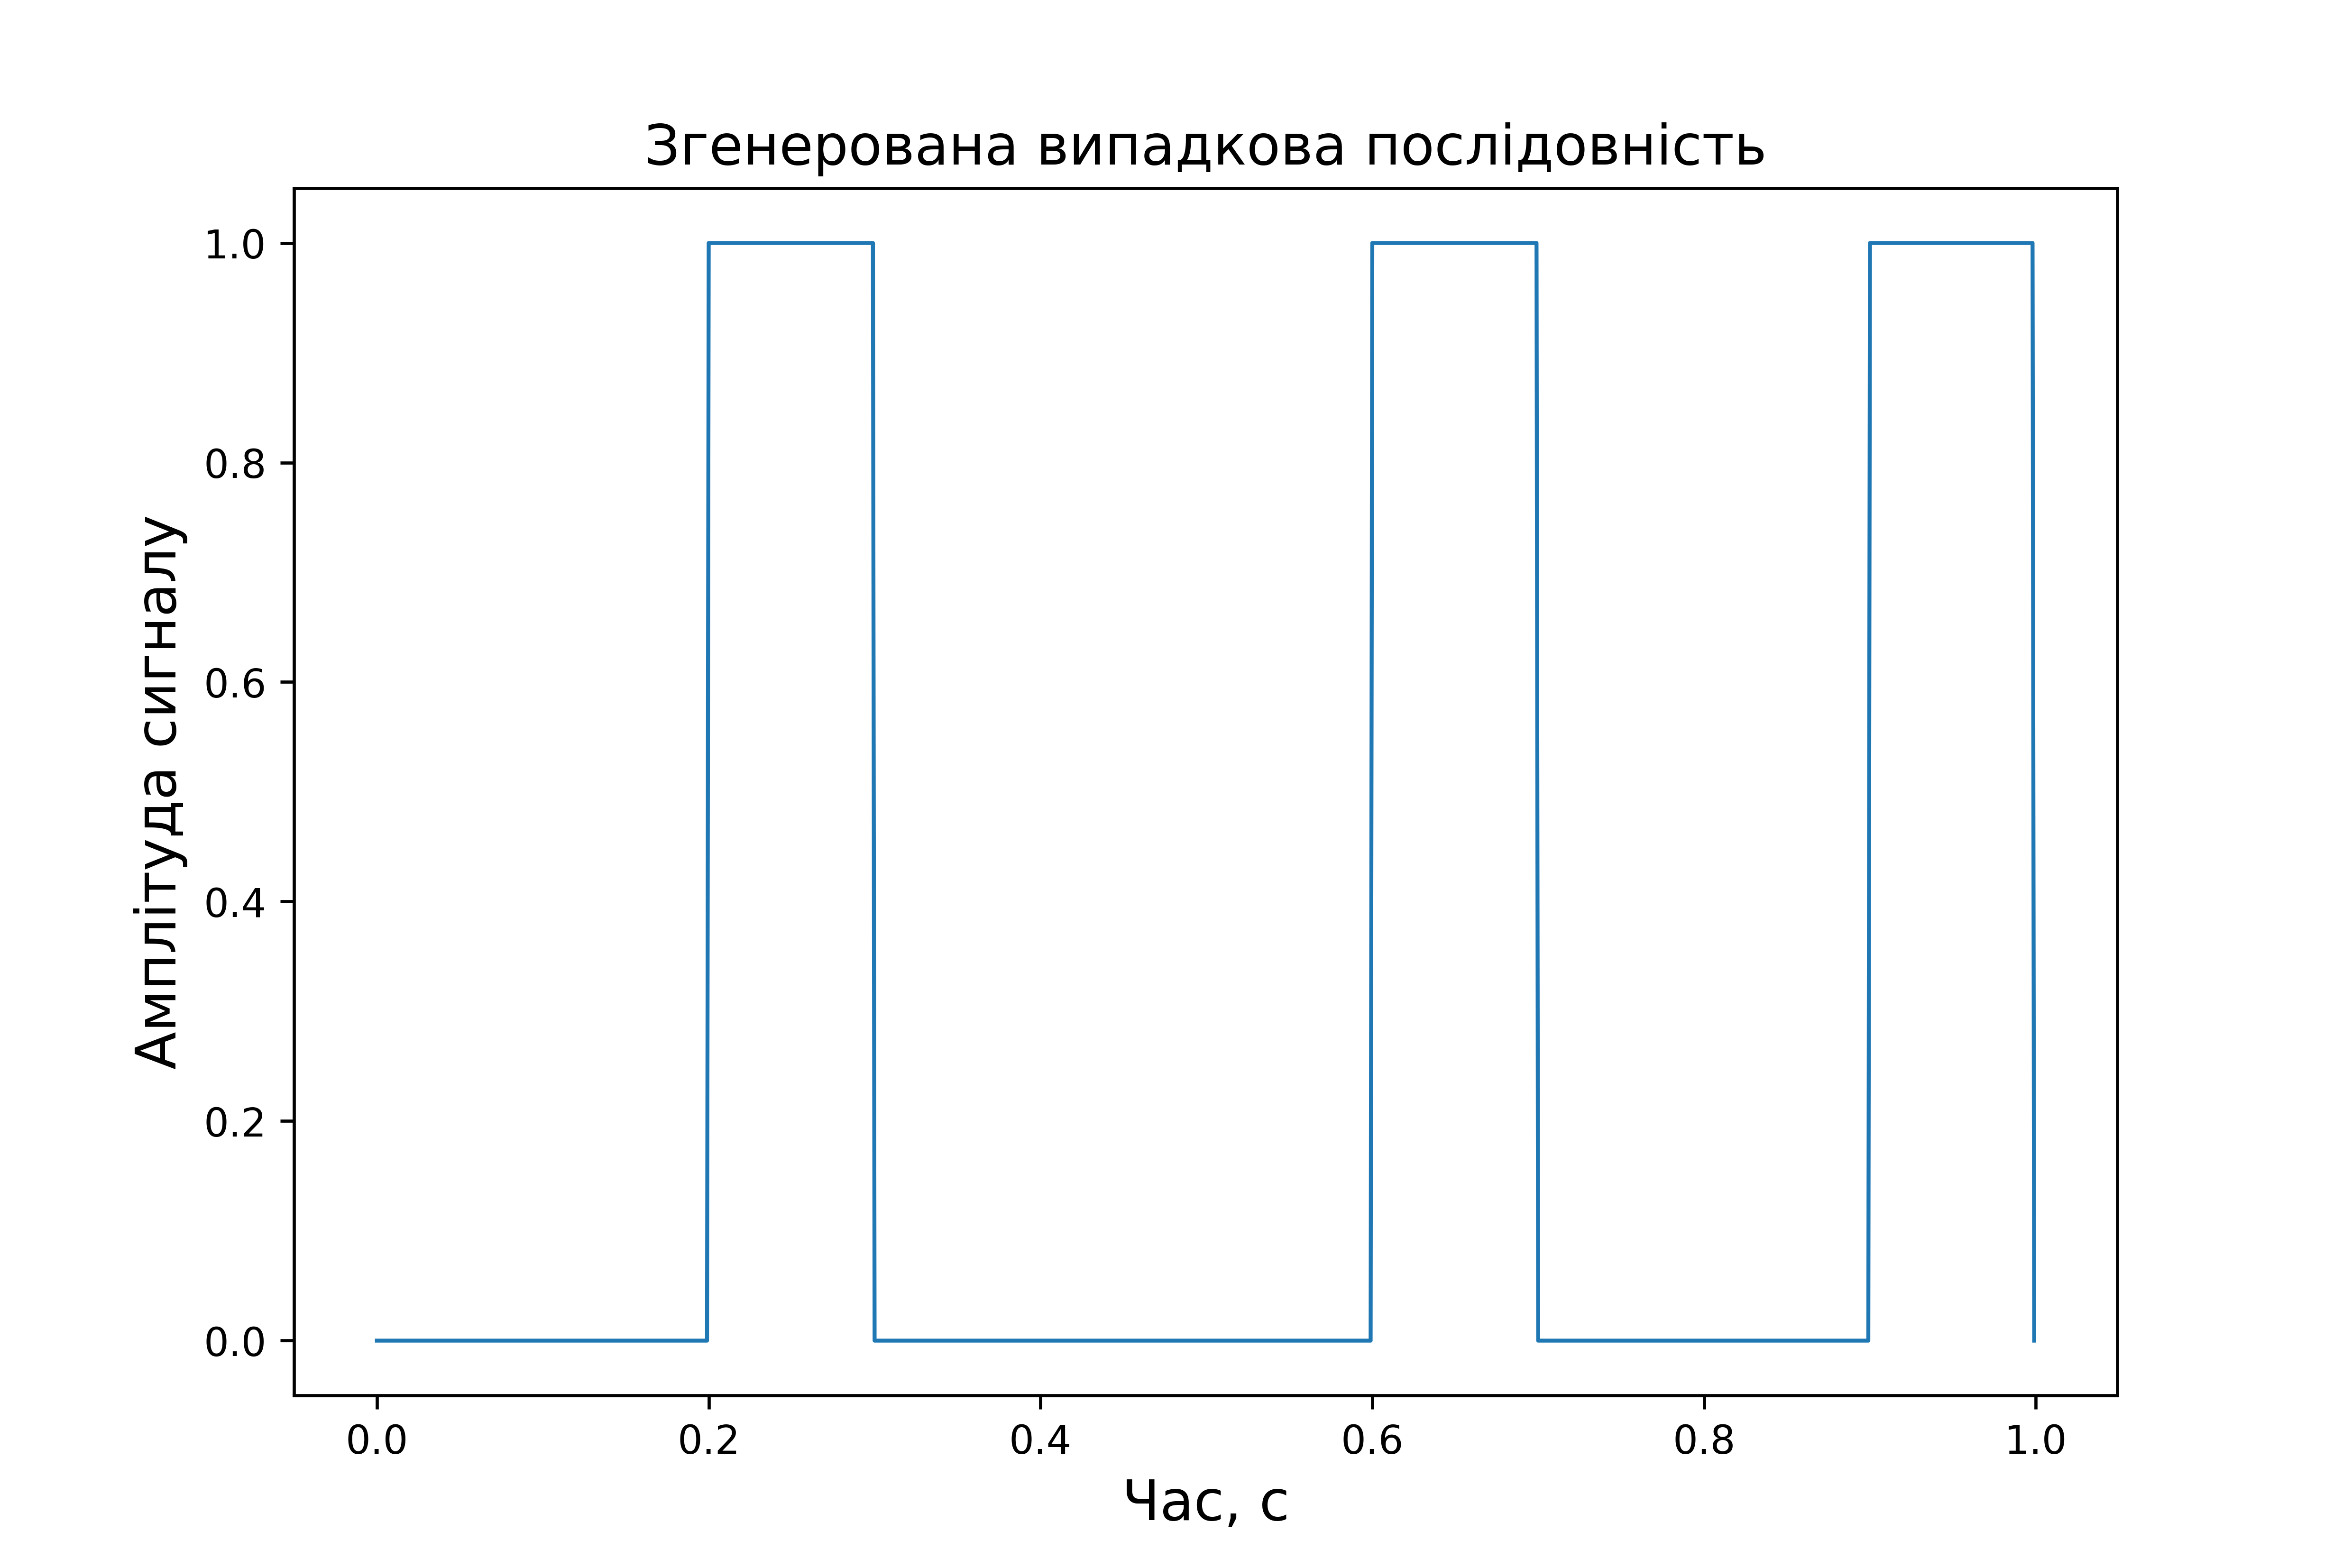 Згенерована випадкова послідовність
Амплітуда сигналу
1.0
0.8
0.6
0.4
0.2
0.0
0.0 0.2 0.4 0.6 0.8 1.0
Час, с